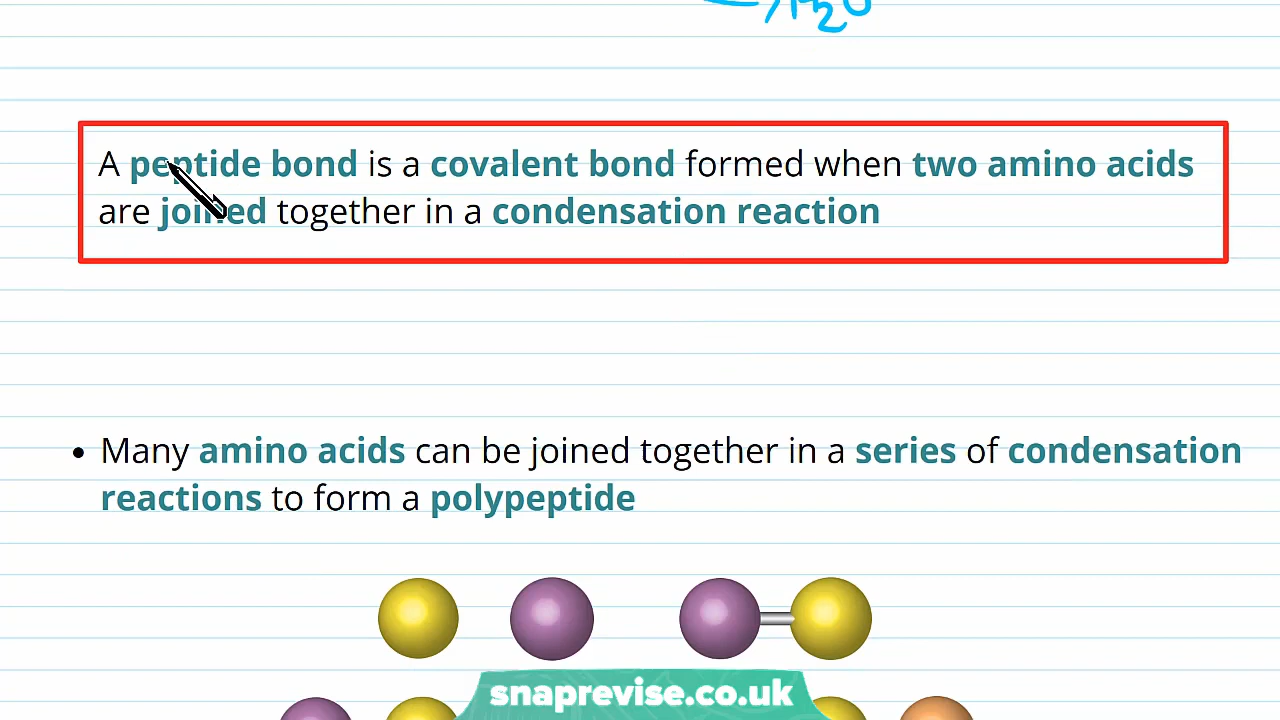 H₂O
A peptide bond is a covalent bond formed when two amino acids
are joined together in a condensation reaction
• Many amino acids can be joined together in a series of condensation
reactions to form a polypeptide
snaprevise.co.uk